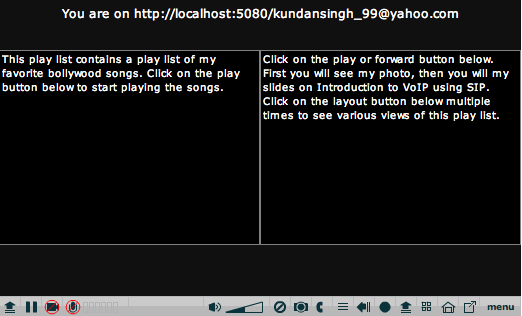 You are on http://localhost:5080/kundansingh_99@yahoo.com
This play list contains a play list of my
favorite bollywood songs. Click on the play
button below to start playing the songs.
Click on the play or forward button below.
First you will see my photo, then you will my
slides on Introduction to VoIP using SIP.
Click on the layout button below multiple
times to see various views of this play list.
menu